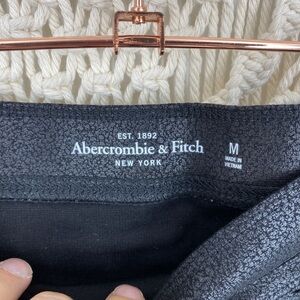 EST. 1892
Abercrombie & Fitch
NEW YORK
M
MADE IN
VIETNAM